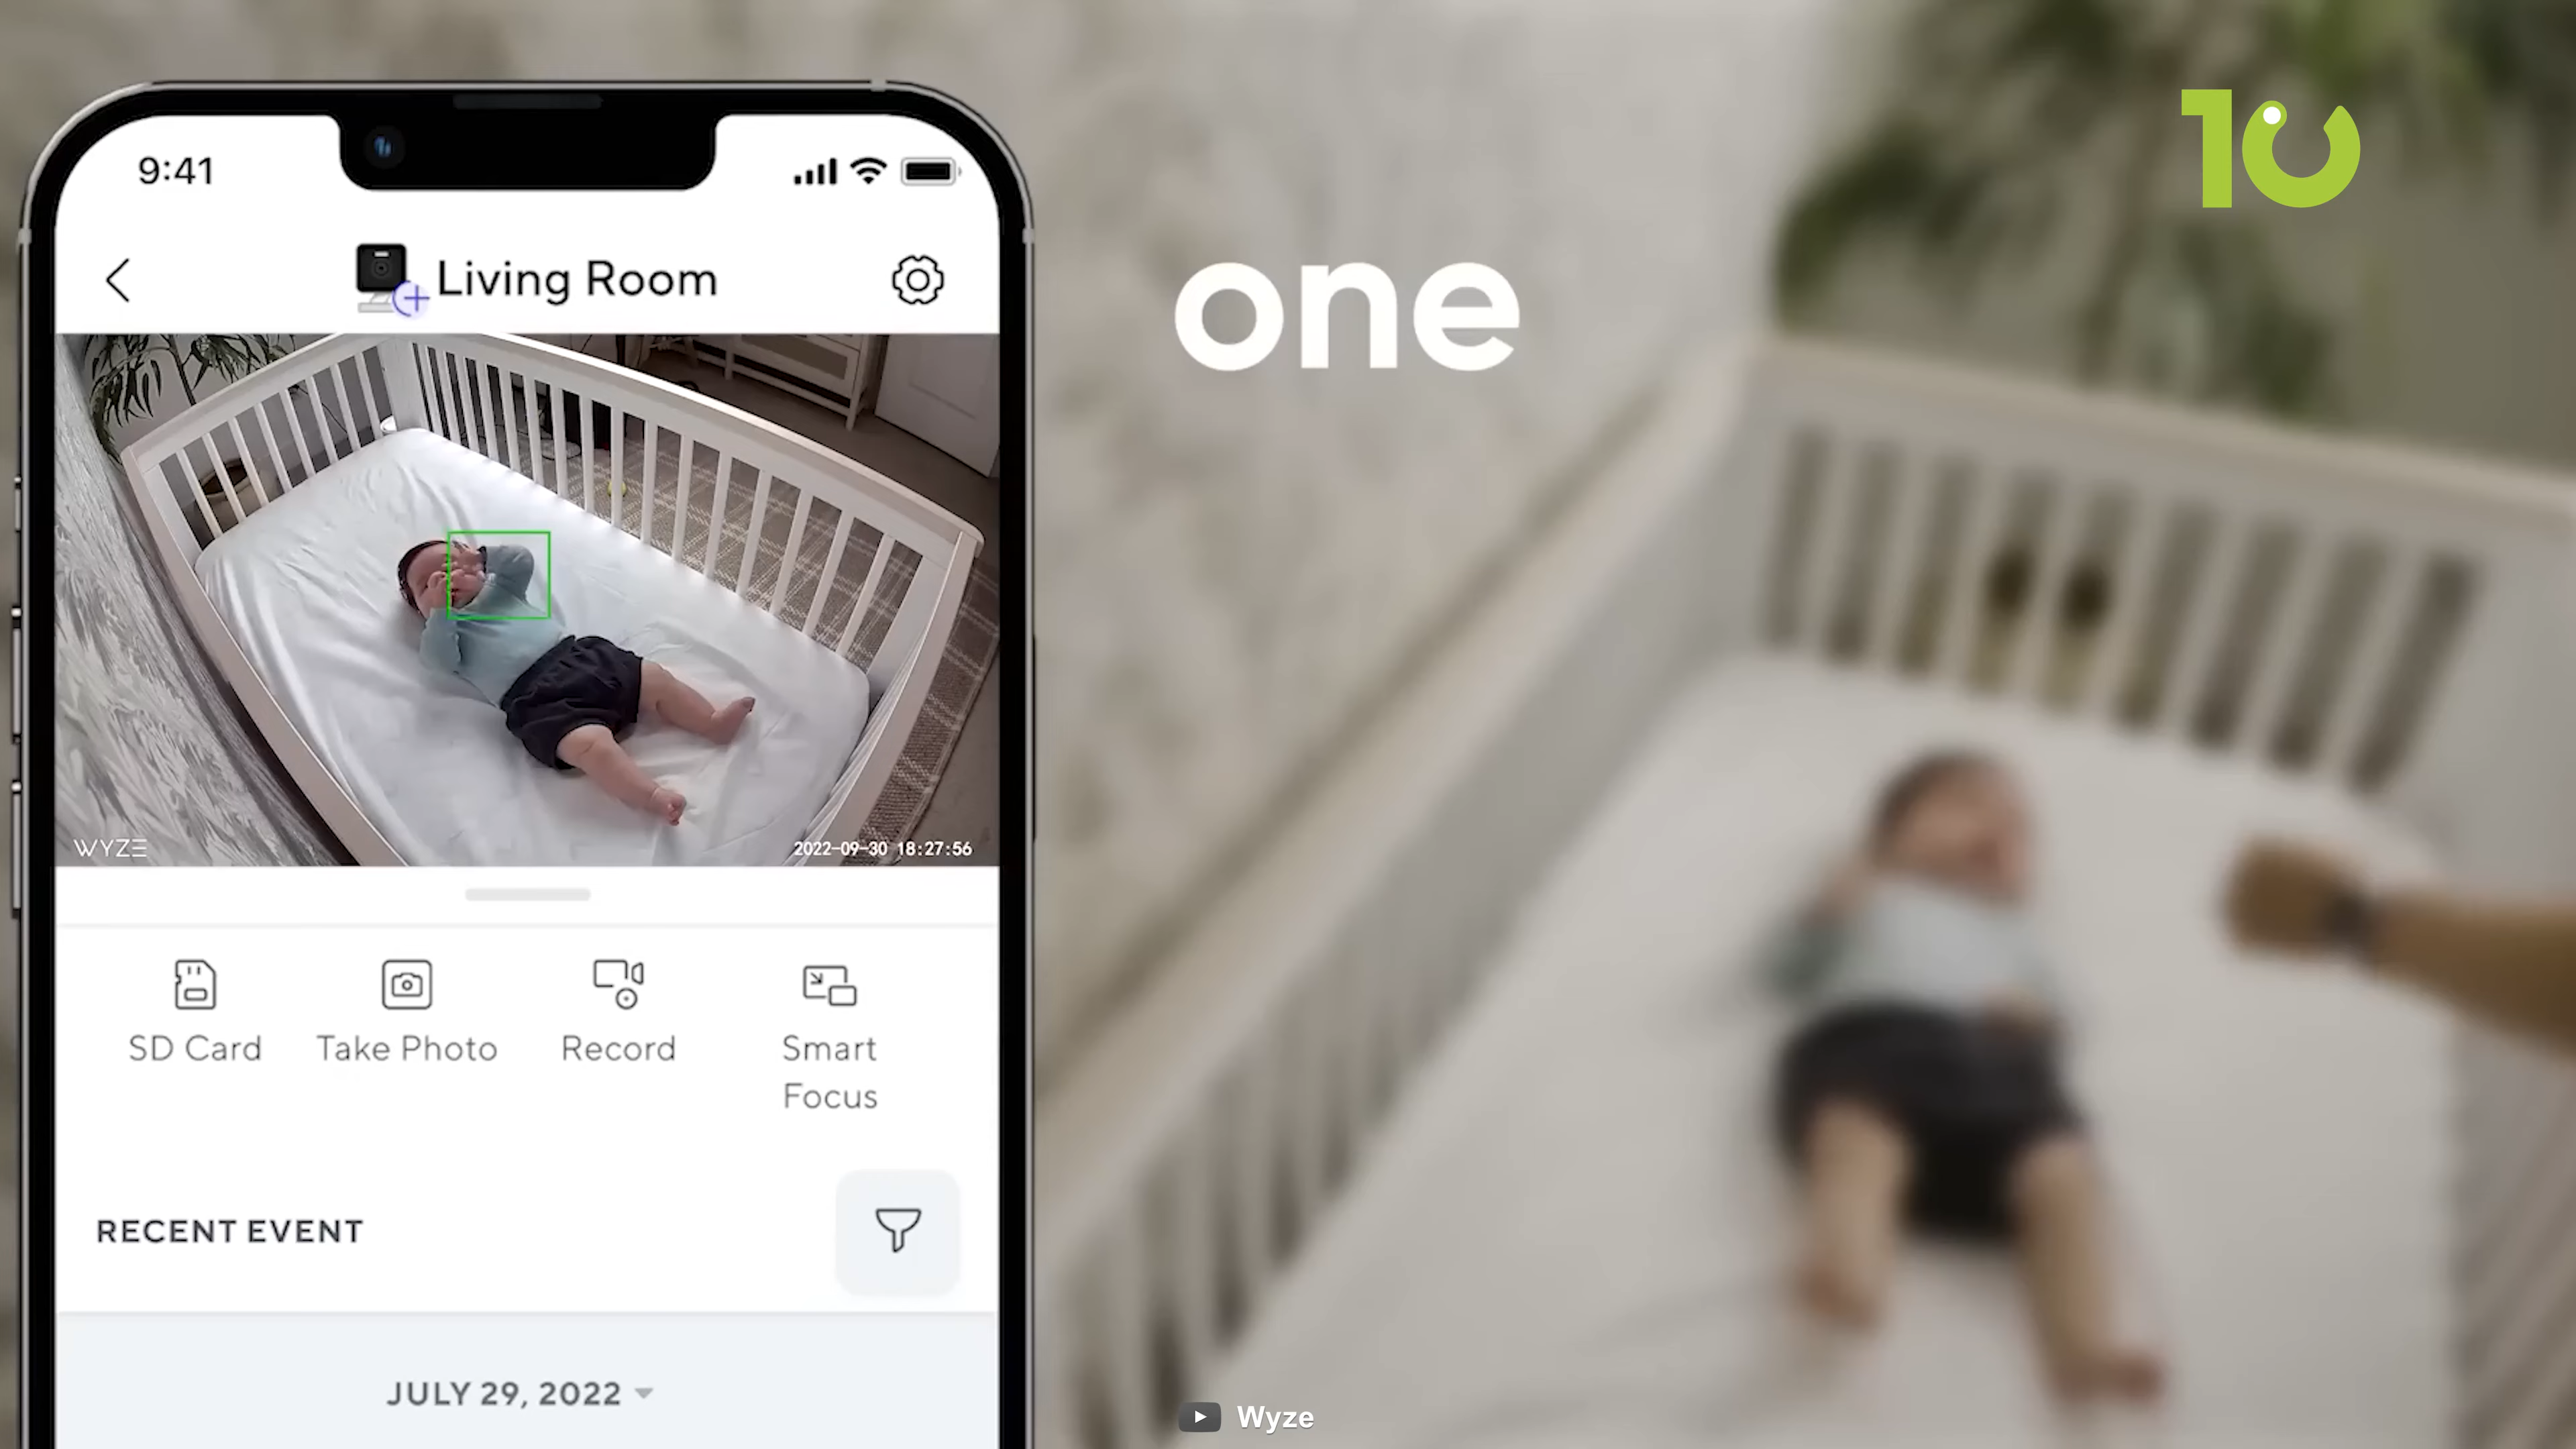 9:41
Living Room
WYZE
2022-09-30 18:27:56
SD Card
Take Photo
Record
Smart
Focus
RECENT EVENT
JULY 29, 2022
one
10
Wyze